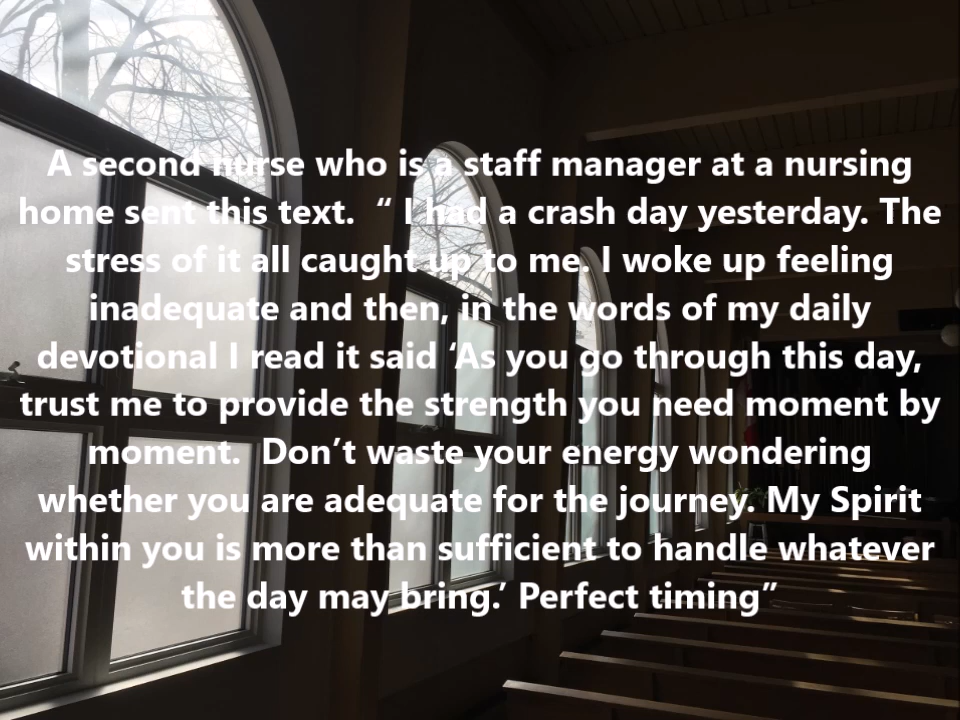 A second nurse who is a staff manager at a nursing
home sent this text.  “ I had a crash day yesterday. The
stress of it all caught up to me. I woke up feeling
inadequate and then, in the words of my daily
devotional I read it said ‘As you go through this day,
trust me to provide the strength you need moment by
moment.  Don’t waste your energy wondering
whether you are adequate for the journey. My Spirit
within you is more than sufficient to handle whatever
the day may bring.’ Perfect timing”